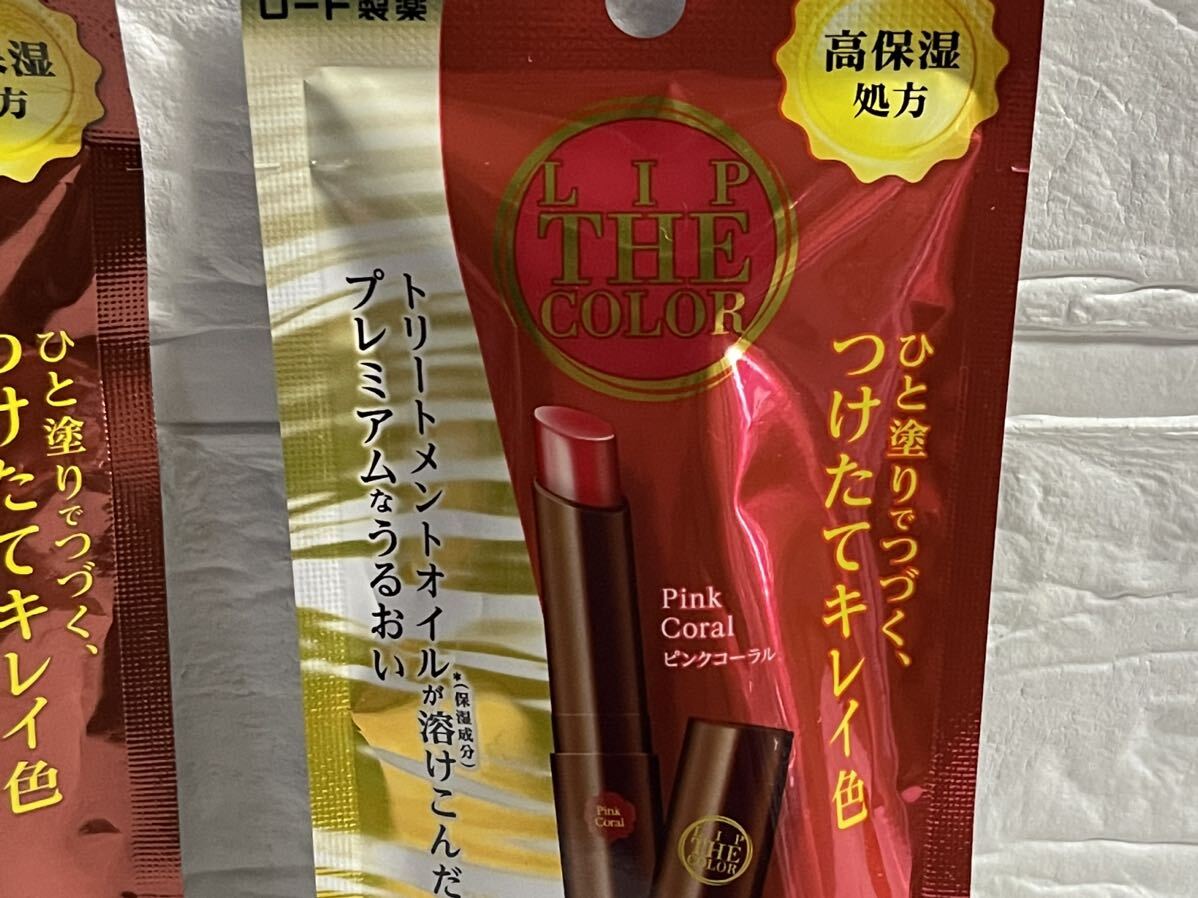 ロート製薬
高保湿
処方
LIP
THE
COLOR
ひと塗りでつづく、
つけたてキレイ色
トリートメントオイルが溶けこんだ
*(保湿成分)
プレミアムなうるおい
Pink
Coral
ピンクコーラル
Pink
Coral
LIP
THE
COLOR
湿
方
ひと塗りでつづく、
つけたてキレイ色